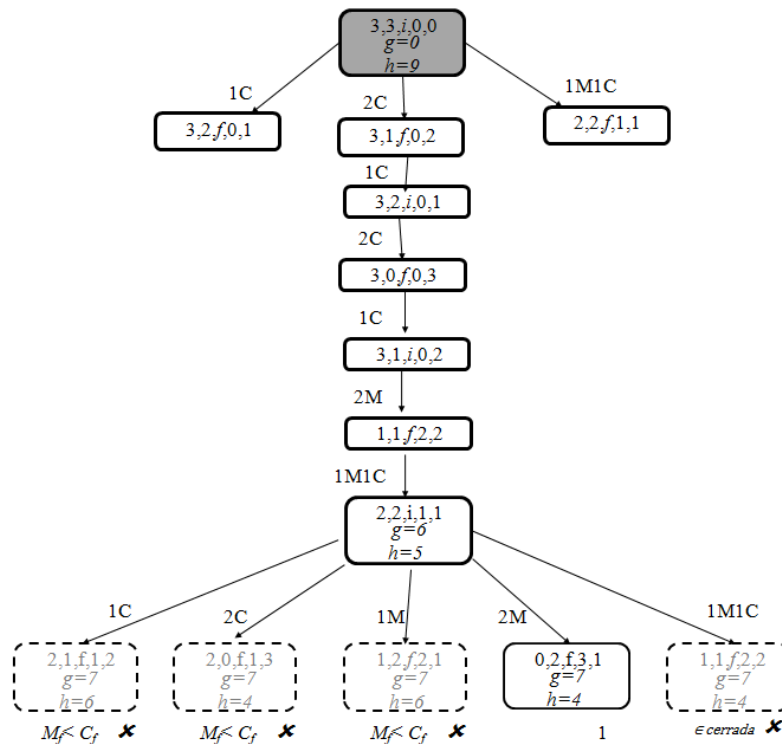 3,3,i,0,0
g=0
h=9
1C
2C
1M1C
3,2,f,0,1
3,1,f,0,2
2,2,f,1,1
1C
3,2,i,0,1
2C
3,0,f,0,3
1C
3,1,i,0,2
2M
1,1,f,2,2
1M1C
2,2,i,1,1
g=6
h=5
1C
2C
1M
2M
1M1C
2,1,f,1,2
g=7
h=6
2,0,f,1,3
g=7
h=4
1,2,f,2,1
g=7
h=6
0,2,f,3,1
g=7
h=4
1,1,f,2,2
g=7
h=4
Mf< Cf ✘
Mf< Cf ✘
Mf< Cf ✘
1
∈ cerrada ✘